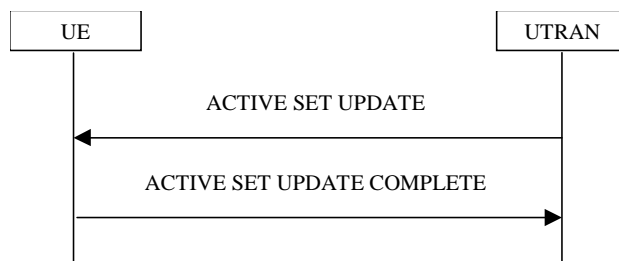 UE
UTRAN
ACTIVE SET UPDATE
ACTIVE SET UPDATE COMPLETE